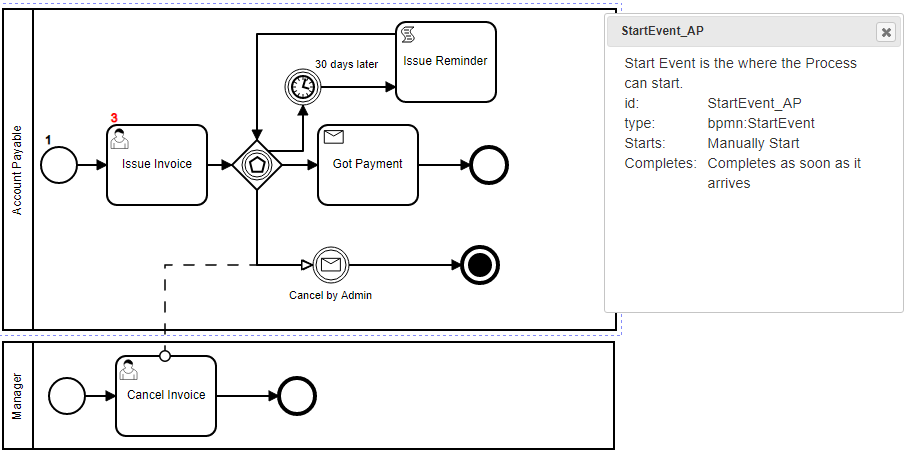 Account Payable
1
3
Issue Invoice
30 days later
Issue Reminder
Got Payment
Cancel by Admin
Manager
Cancel Invoice
StartEvent_AP
Start Event is the where the Process
can start.
id: StartEvent_AP
type: bpmn:StartEvent
Starts: Manually Start
Completes: Completes as soon as it
arrives